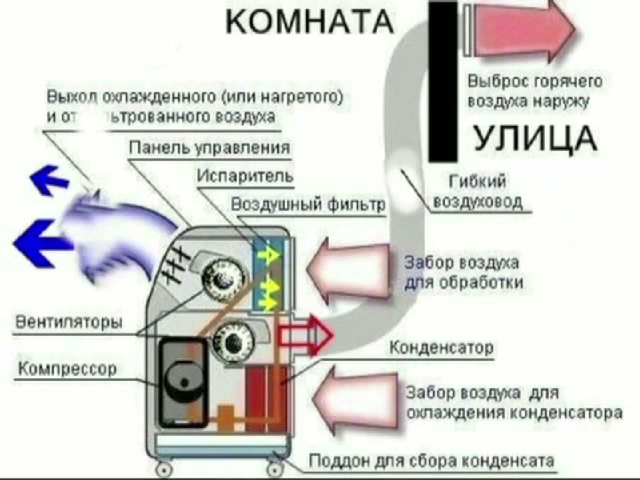 КОМНАТА
Выброс горячего
воздуха наружу
УЛИЦА
Выход охлажденного (или нагретого)
и воздуха
Панель управления
Испаритель
Воздушный фильтр
Гибкий
воздуховод
Забор воздуха
для обработки
Вентиляторы
Конденсатор
Компрессор
Забор воздуха для
охлаждения конденсатора
Поддон для сбора конденсата